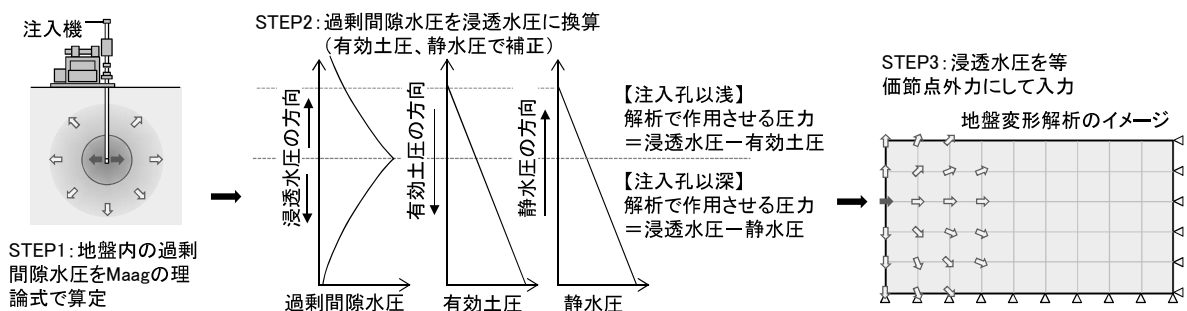 注入機
STEP1:地盤内の過剰
間隙水圧をMaagの理
論式で算定
STEP2:過剰間隙水圧を浸透水圧に換算
(有効土圧、静水圧で補正)
浸透水圧の方向
過剰間隙水圧
有効土圧の方向
有効土圧
静水圧の方向
静水圧
【注入孔以浅】
解析で作用させる圧力
=浸透水圧－有効土圧
【注入孔以深】
解析で作用させる圧力
=浸透水圧－静水圧
STEP3:浸透水圧を等
価節点外力にして入力
地盤変形解析のイメージ